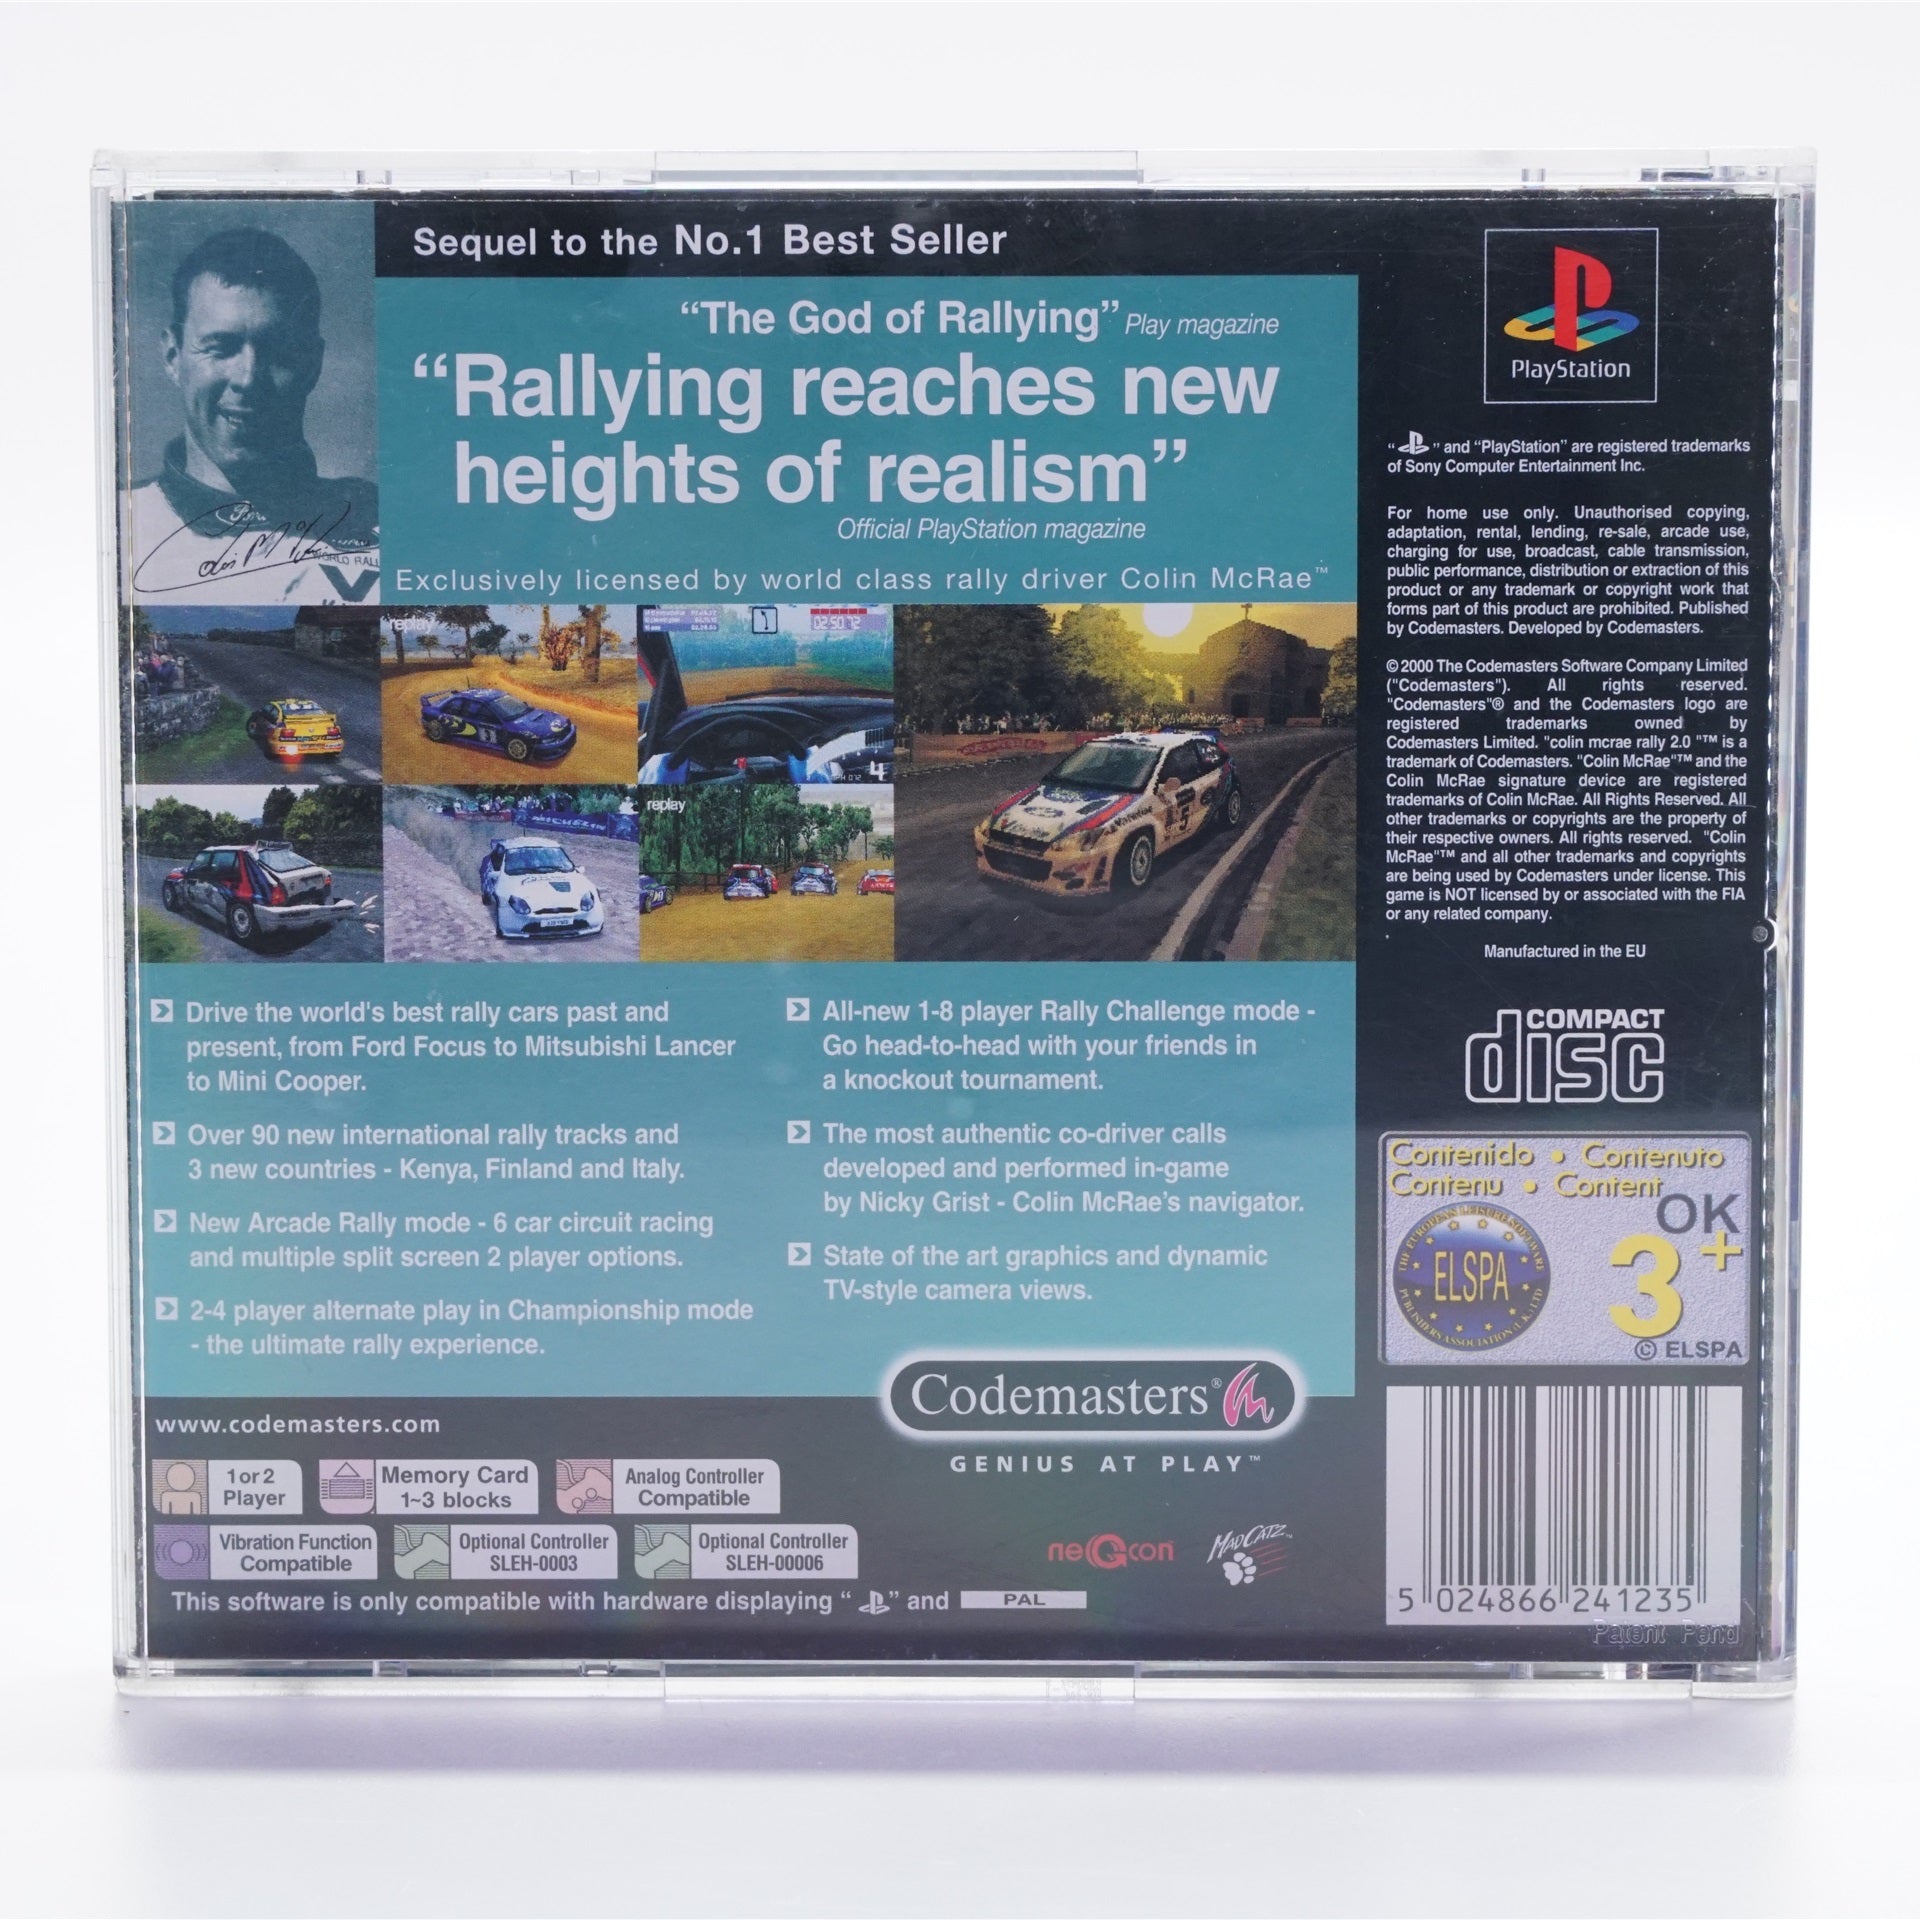 Sequel to the No.1 Best Seller
“The God of Rallying” Play magazine
“Rallying reaches new
heights of realism”
Official PlayStation magazine
Exclusively licensed by world class rally driver Colin McRae™
Ford
WORLD RALL
replay
02:50:72
4
replay
MICHELIN
5
Drive the world's best rally cars past and
present, from Ford Focus to Mitsubishi Lancer
to Mini Cooper.
Over 90 new international rally tracks and
3 new countries - Kenya, Finland and Italy.
New Arcade Rally mode - 6 car circuit racing
and multiple split screen 2 player options.
2-4 player alternate play in Championship mode
- the ultimate rally experience.
All-new 1-8 player Rally Challenge mode -
Go head-to-head with your friends in
a knockout tournament.
The most authentic co-driver calls
developed and performed in-game
by Nicky Grist - Colin McRae’s navigator.
State of the art graphics and dynamic
TV-style camera views.
www.codemasters.com
Codemasters®
GENIUS AT PLAY™
1 or 2
Player
Memory Card
1~3 blocks
Analog Controller
Compatible
Vibration Function
Compatible
Optional Controller
SLEH-0003
Optional Controller
SLEH-00006
neGcon
MAD CATZ™
This software is only compatible with hardware displaying “ ” and PAL
PlayStation
“ ” and “PlayStation” are registered trademarks
of Sony Computer Entertainment Inc.
For home use only. Unauthorised copying,
adaptation, rental, lending, re-sale, arcade use,
charging for use, broadcast, cable transmission,
public performance, distribution or extraction of this
product or any trademark or copyright work that
forms part of this product are prohibited. Published
by Codemasters. Developed by Codemasters.
© 2000 The Codemasters Software Company Limited
("Codemasters"). All rights reserved.
"Codemasters"® and the Codemasters logo are
registered trademarks owned by
Codemasters Limited. "colin mcrae rally 2.0 "™ is a
trademark of Codemasters. "Colin McRae"™ and the
Colin McRae signature device are registered
trademarks of Colin McRae. All Rights Reserved. All
other trademarks or copyrights are the property of
their respective owners. All rights reserved. "Colin
McRae"™ and all other trademarks and copyrights
are being used by Codemasters under license. This
game is NOT licensed by or associated with the FIA
or any related company.
Manufactured in the EU
COMPACT
disc
Contenido • Contenuto
Contenu • Content
OK
3+
THE EUROPEAN LEISURE SOFTWARE
ELSPA
PUBLISHERS ASSOCIATION (U.K.) LTD
© ELSPA
5 024866 241235
Patent Pend